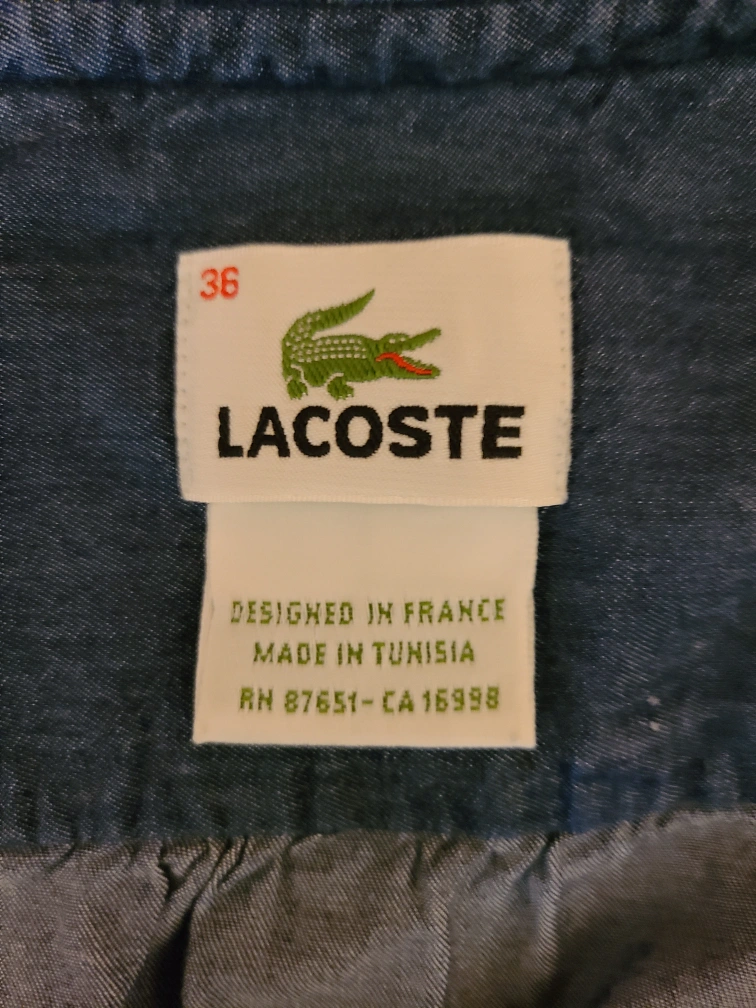 36
LACOSTE
DESIGNED IN FRANCE
MADE IN TUNISIA
RN 87651- CA 16998